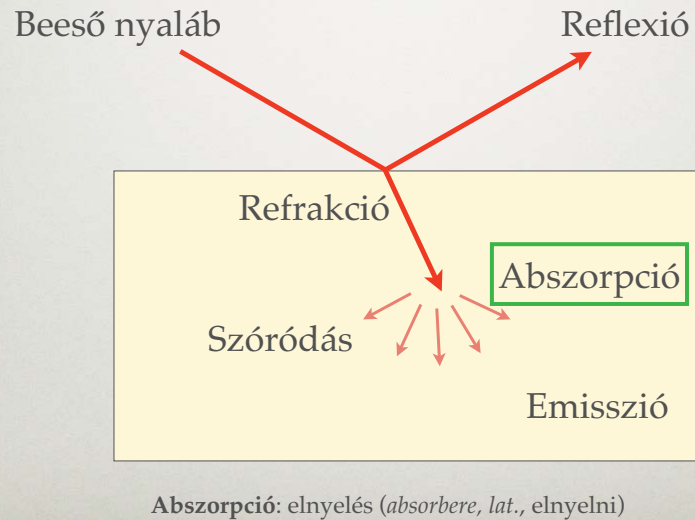 Beeső nyaláb
Reflexió
Refrakció
Abszorpció
Szóródás
Emisszió
Abszorpció: elnyelés (absorbere, lat., elnyelni)